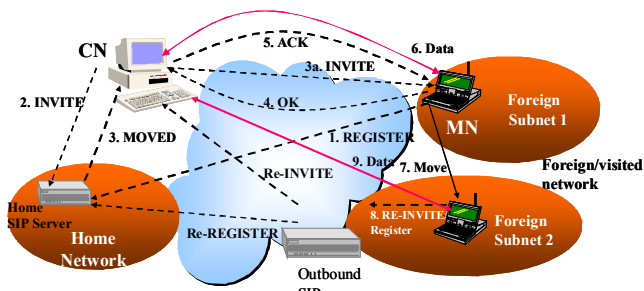 CN
5. ACK
6. Data
3a. INVITE
2. INVITE
4. OK
Foreign
Subnet 1
MN
3. MOVED
1. REGISTER
9. Data
7. Move
Foreign/visited
network
Re-INVITE
Home
SIP Server
8. RE-INVITE/
Register
Foreign
Subnet 2
Re-REGISTER
Home
Network
Outbound
SIP